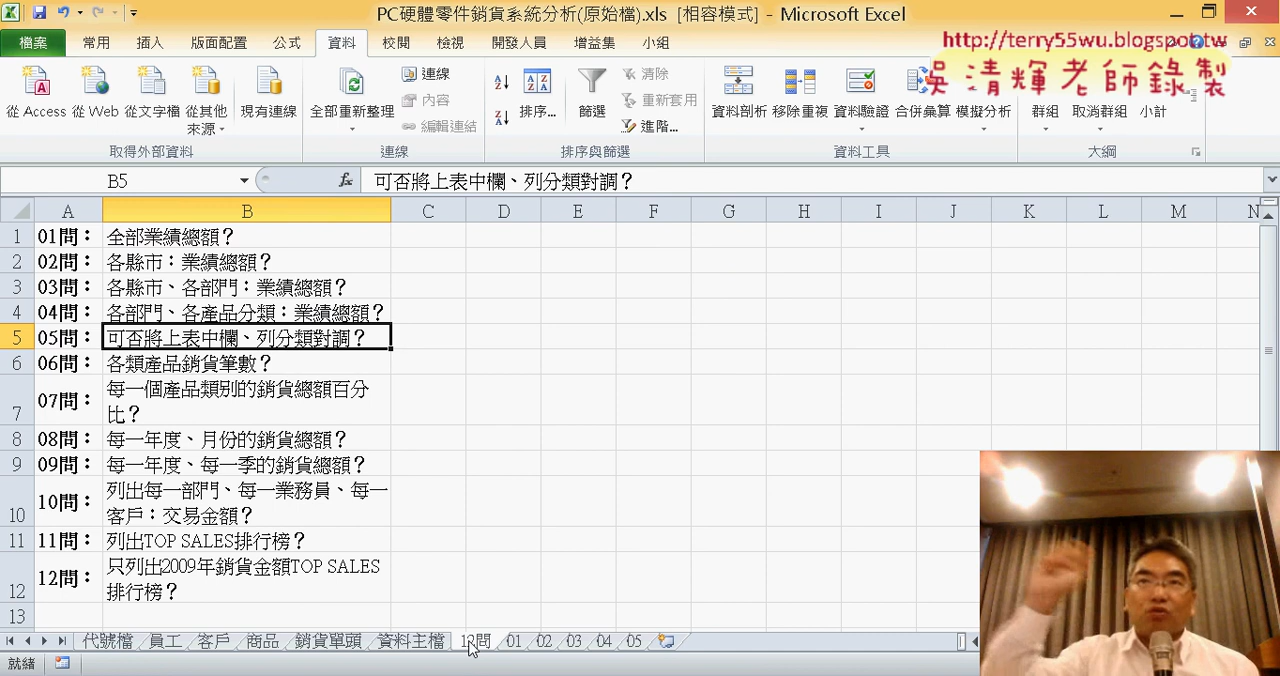 PC硬體零件銷貨系統分析(原始檔).xls [相容模式] - Microsoft Excel
檔案 常用 插入 版面配置 公式 資料 校閱 檢視 開發人員 增益集 小組
http://terry55wu.blogspot.tw
吳清輝老師錄製
從 Access 從 Web 從文字檔 從其他來源 現有連線 全部重新整理 連線 內容 編輯連結 排序... 篩選 清除 重新套用 進階... 資料剖析 移除重複 資料驗證 合併彙算 模擬分析 群組 取消群組 小計
取得外部資料 連線 排序與篩選 資料工具 大綱
B5 fx 可否將上表中欄、列分類對調？
A B C D E F G H I J K L M N
1 01問： 全部業績總額？
2 02問： 各縣市：業績總額？
3 03問： 各縣市、各部門：業績總額？
4 04問： 各部門、各產品分類：業績總額？
5 05問： 可否將上表中欄、列分類對調？
6 06問： 各類產品銷貨筆數？
7 07問： 每一個產品類別的銷貨總額百分
比？
8 08問： 每一年度、月份的銷貨總額？
9 09問： 每一年度、每一季的銷貨總額？
10 10問： 列出每一部門、每一業務員、每一
客戶：交易金額？
11 11問： 列出TOP SALES排行榜？
12 12問： 只列出2009年銷貨金額TOP SALES
排行榜？
13
代號檔 員工 客戶 商品 銷貨單頭 資料主檔 12問 01 02 03 04 05
就緒